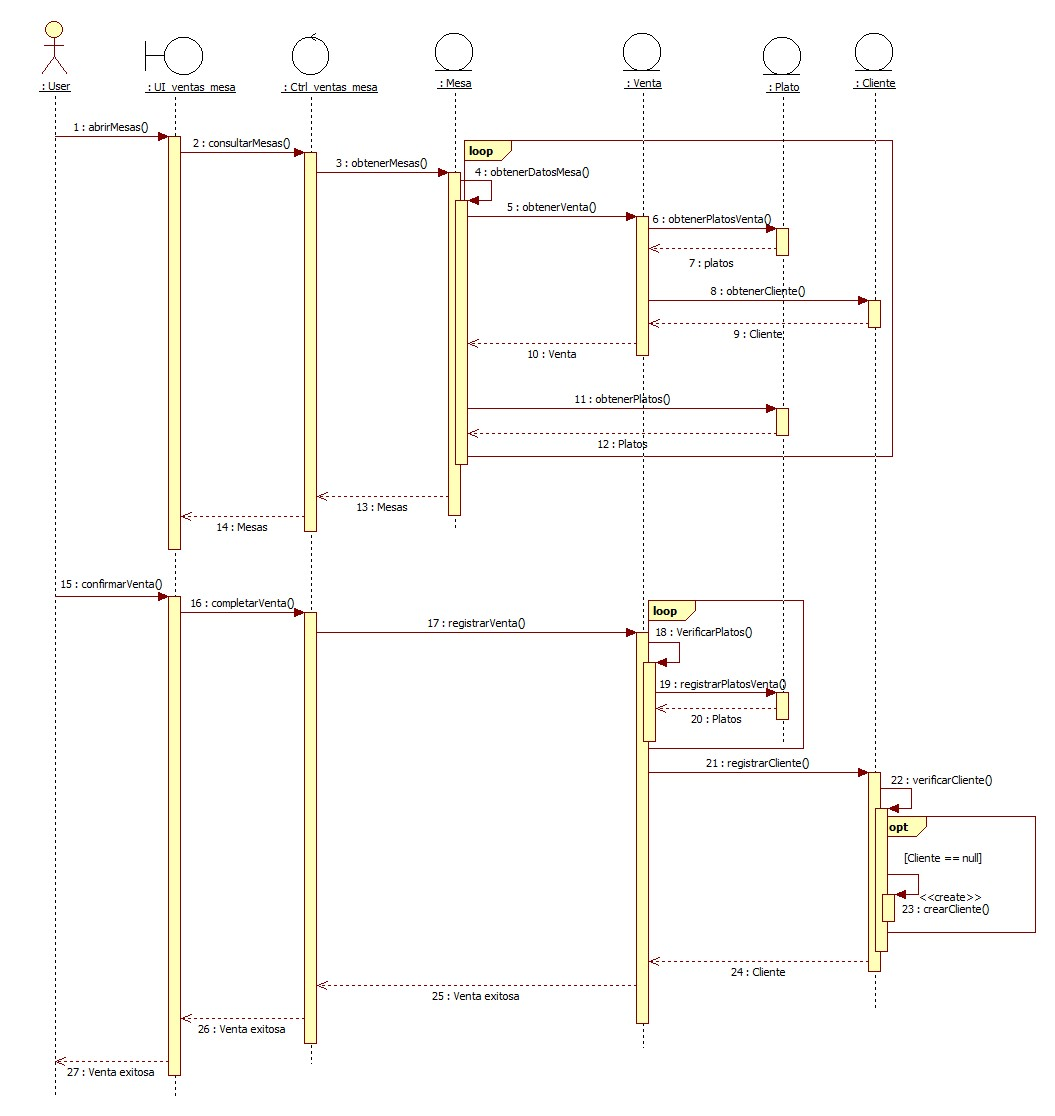 : User
: UI_ventas_mesa
: Ctrl_ventas_mesa
: Mesa
: Venta
: Plato
: Cliente
1 : abrirMesas()
2 : consultarMesas()
loop
3 : obtenerMesas()
4 : obtenerDatosMesa()
5 : obtenerVenta()
6 : obtenerPlatosVenta()
7 : platos
8 : obtenerCliente()
9 : Cliente
10 : Venta
11 : obtenerPlatos()
12 : Platos
13 : Mesas
14 : Mesas
15 : confirmarVenta()
16 : completarVenta()
loop
17 : registrarVenta()
18 : VerificarPlatos()
19 : registrarPlatosVenta()
20 : Platos
21 : registrarCliente()
22 : verificarCliente()
opt
[Cliente == null]
<<create>>
23 : crearCliente()
24 : Cliente
25 : Venta exitosa
26 : Venta exitosa
27 : Venta exitosa